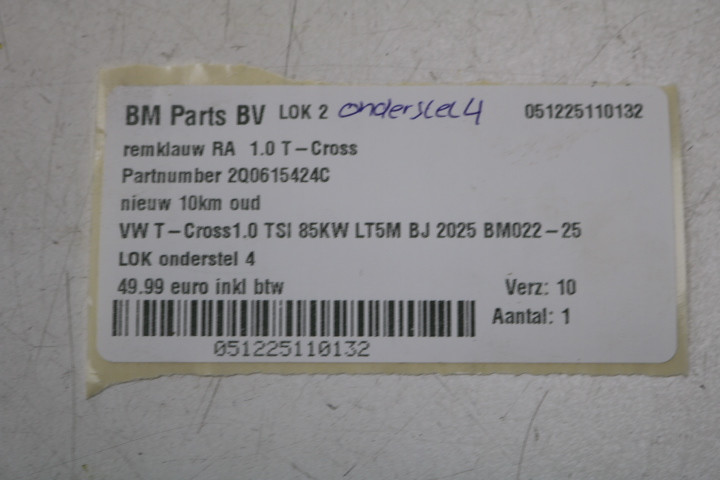 BM Parts BV LOK 2 onderstel 4 051225110132
remklauw RA 1.0 T-Cross
Partnumber 2Q0615424C
nieuw 10km oud
VW T-Cross1.0 TSI 85KW LT5M BJ 2025 BM022-25
LOK onderstel 4
49.99 euro inkl btw Verz: 10
Aantal: 1
051225110132